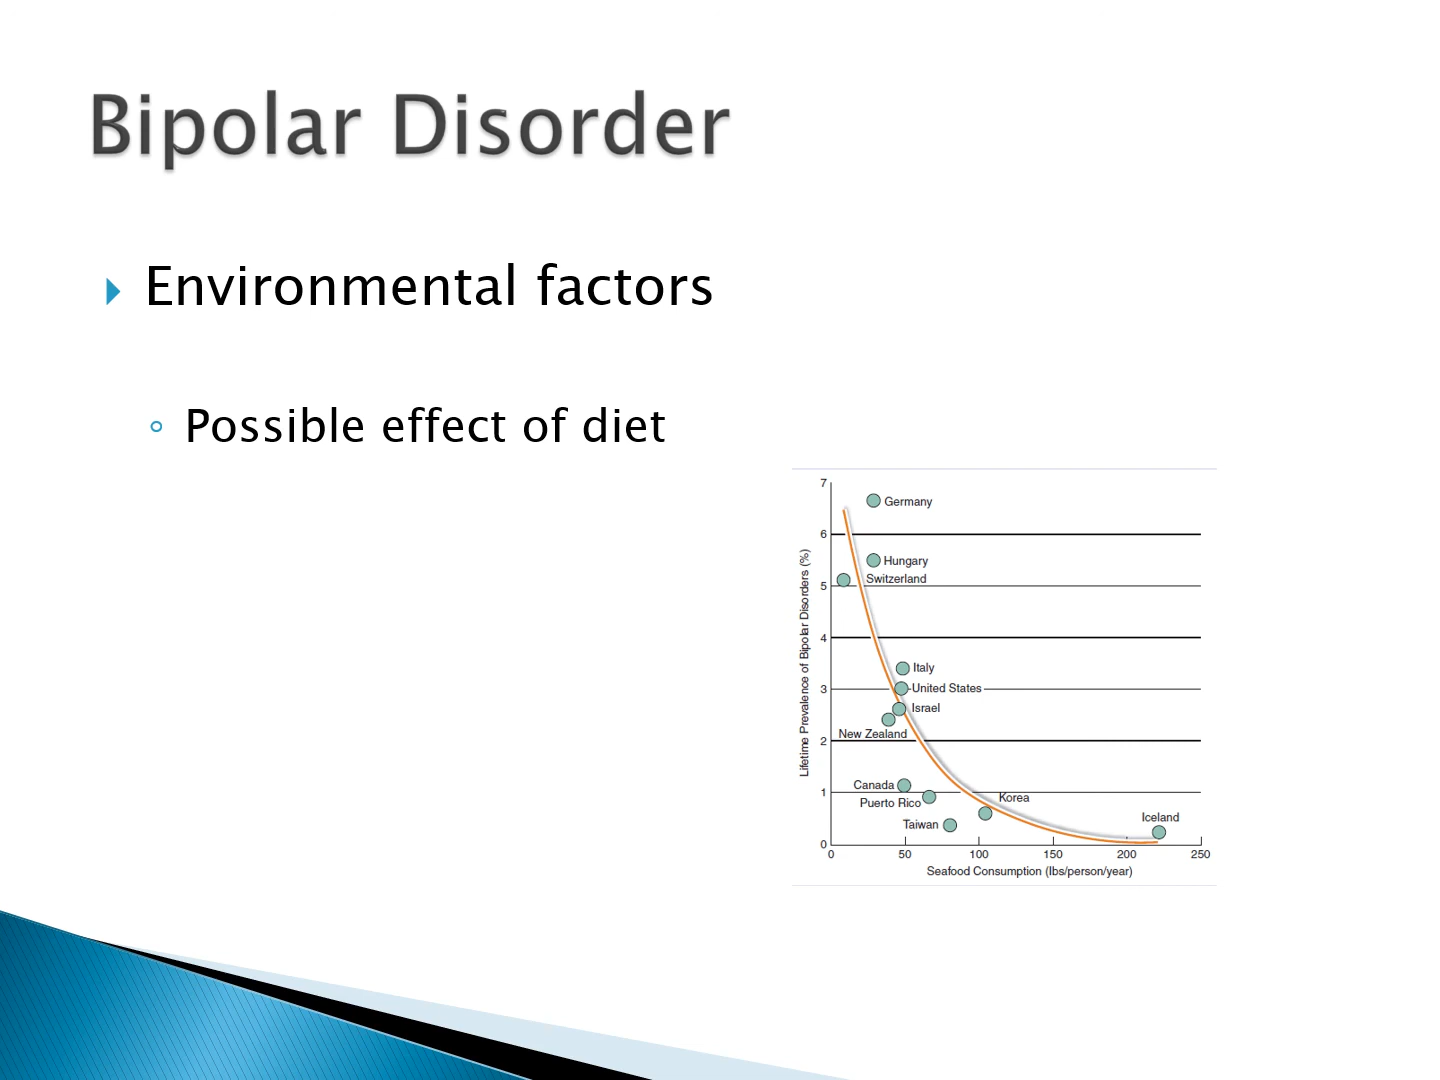 Bipolar Disorder
Environmental factors
Possible effect of diet
Lifetime Prevalence of Bipolar Disorders (%)
7
6
5
4
3
2
1
0
Germany
Hungary
Switzerland
Italy
United States
Israel
New Zealand
Canada
Puerto Rico
Korea
Taiwan
Iceland
0 50 100 150 200 250
Seafood Consumption (lbs/person/year)